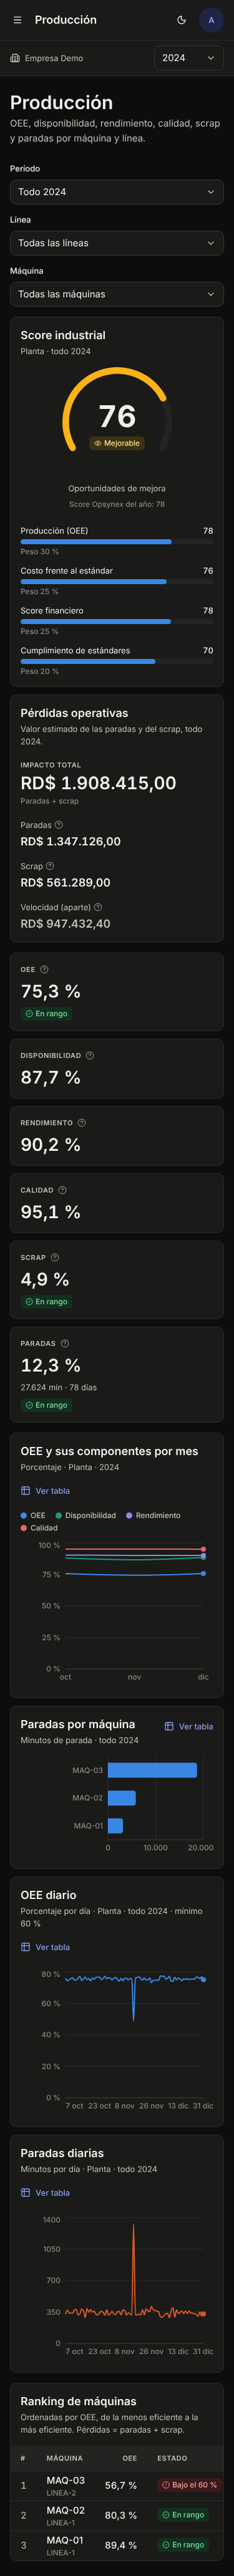 Producción
A
Empresa Demo
2024
Producción
OEE, disponibilidad, rendimiento, calidad, scrap
y paradas por máquina y línea.
Período
Todo 2024
Línea
Todas las líneas
Máquina
Todas las máquinas
Score industrial
Planta · todo 2024
76
Mejorable
Oportunidades de mejora
Score Opsynex del año: 78
Producción (OEE) 78
Peso 30 %
Costo frente al estándar 76
Peso 25 %
Score financiero 78
Peso 25 %
Cumplimiento de estándares 70
Peso 20 %
Pérdidas operativas
Valor estimado de las paradas y del scrap, todo
2024.
IMPACTO TOTAL
RD$ 1.908.415,00
Paradas + scrap
Paradas
RD$ 1.347.126,00
Scrap
RD$ 561.289,00
Velocidad (aparte)
RD$ 947.432,40
OEE
75,3 %
En rango
DISPONIBILIDAD
87,7 %
RENDIMIENTO
90,2 %
CALIDAD
95,1 %
SCRAP
4,9 %
En rango
PARADAS
12,3 %
27.624 min · 78 días
En rango
OEE y sus componentes por mes
Porcentaje · Planta · 2024
Ver tabla
OEE Disponibilidad Rendimiento
Calidad
100 %
75 %
50 %
25 %
0 %
oct nov dic
Paradas por máquina
Ver tabla
Minutos de parada · todo 2024
MAQ-03
MAQ-02
MAQ-01
0 10.000 20.000
OEE diario
Porcentaje por día · Planta · todo 2024 · mínimo
60 %
Ver tabla
80 %
60 %
40 %
20 %
0 %
7 oct 23 oct 8 nov 26 nov 13 dic 31 dic
Paradas diarias
Minutos por día · Planta · todo 2024
Ver tabla
1400
1050
700
350
0
7 oct 23 oct 8 nov 26 nov 13 dic 31 dic
Ranking de máquinas
Ordenadas por OEE, de la menos eficiente a la
más eficiente. Pérdidas = paradas + scrap.
# MÁQUINA OEE ESTADO
1 MAQ-03 56,7 % Bajo el 60 %
LINEA-2
2 MAQ-02 80,3 % En rango
LINEA-1
3 MAQ-01 89,4 % En rango
LINEA-1